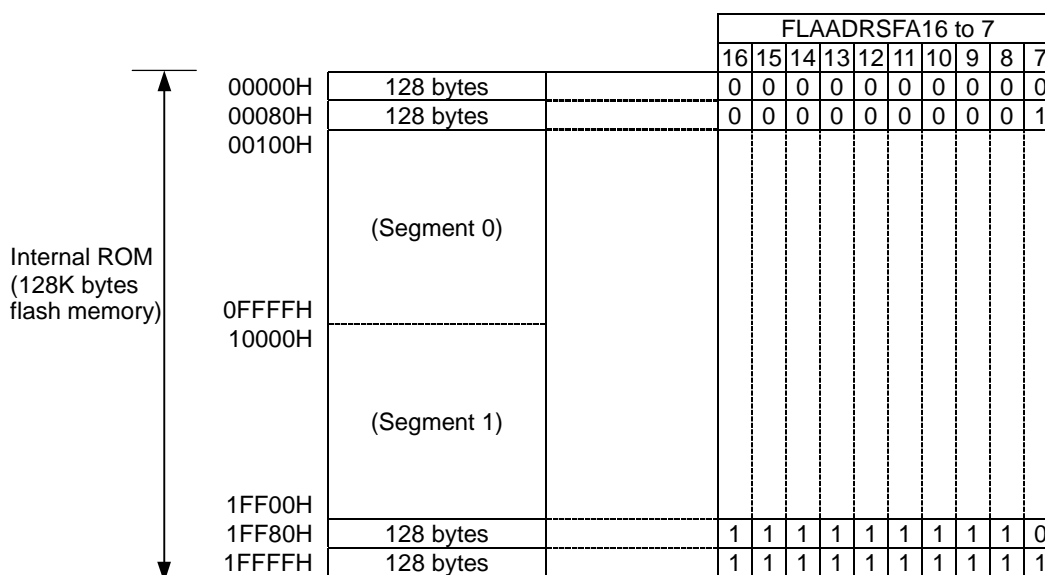 FLAADRSFA16 to 7
16 15 14 13 12 11 10 9 8 7
00000H 128 bytes 0 0 0 0 0 0 0 0 0 0
00080H 128 bytes 0 0 0 0 0 0 0 0 0 1
00100H
(Segment 0)
Internal ROM
(128K bytes
flash memory)
0FFFFH
10000H
(Segment 1)
1FF00H
1FF80H 128 bytes 1 1 1 1 1 1 1 1 1 0
1FFFFH 128 bytes 1 1 1 1 1 1 1 1 1 1